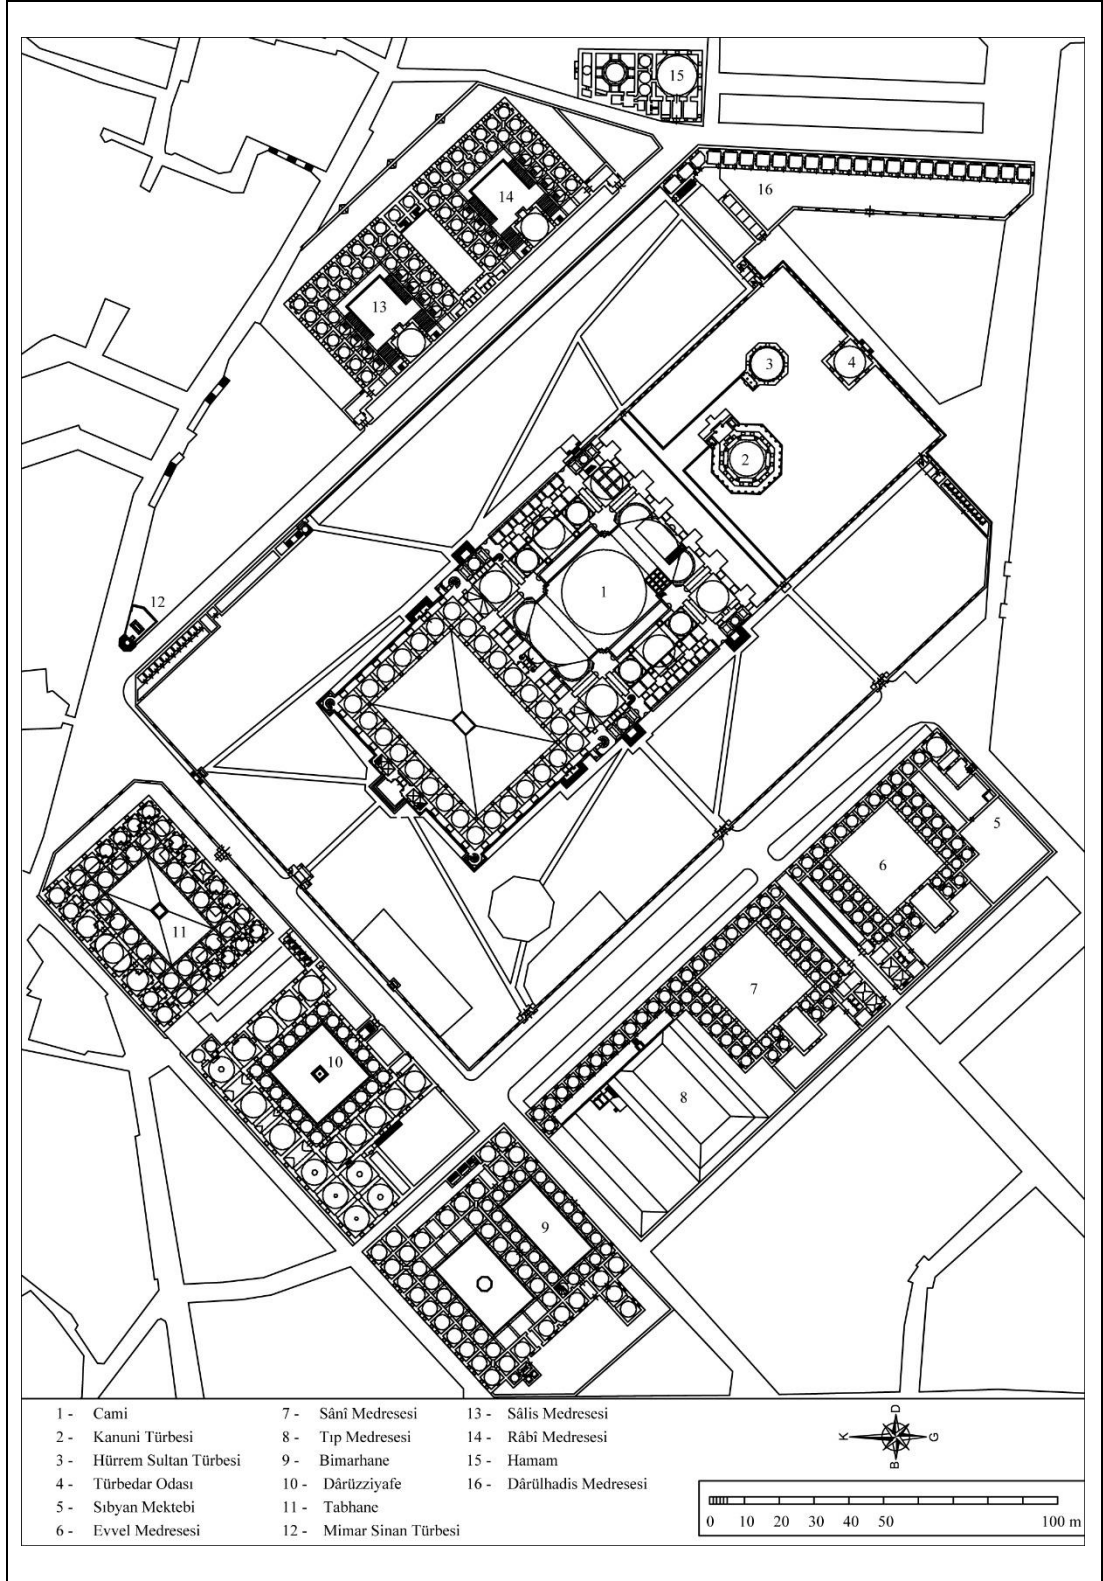 15
14
16
13
3
4
2
1
12
5
6
11
7
10
8
9
1 - Cami
2 - Kanuni Türbesi
3 - Hürrem Sultan Türbesi
4 - Türbedar Odası
5 - Sıbyan Mektebi
6 - Evvel Medresesi
7 - Sânî Medresesi
8 - Tıp Medresesi
9 - Bimarhane
10 - Dârüzziyafe
11 - Tabhane
12 - Mimar Sinan Türbesi
13 - Sâlis Medresesi
14 - Râbî Medresesi
15 - Hamam
16 - Dârülhadis Medresesi
D
K G
B
0 10 20 30 40 50 100 m